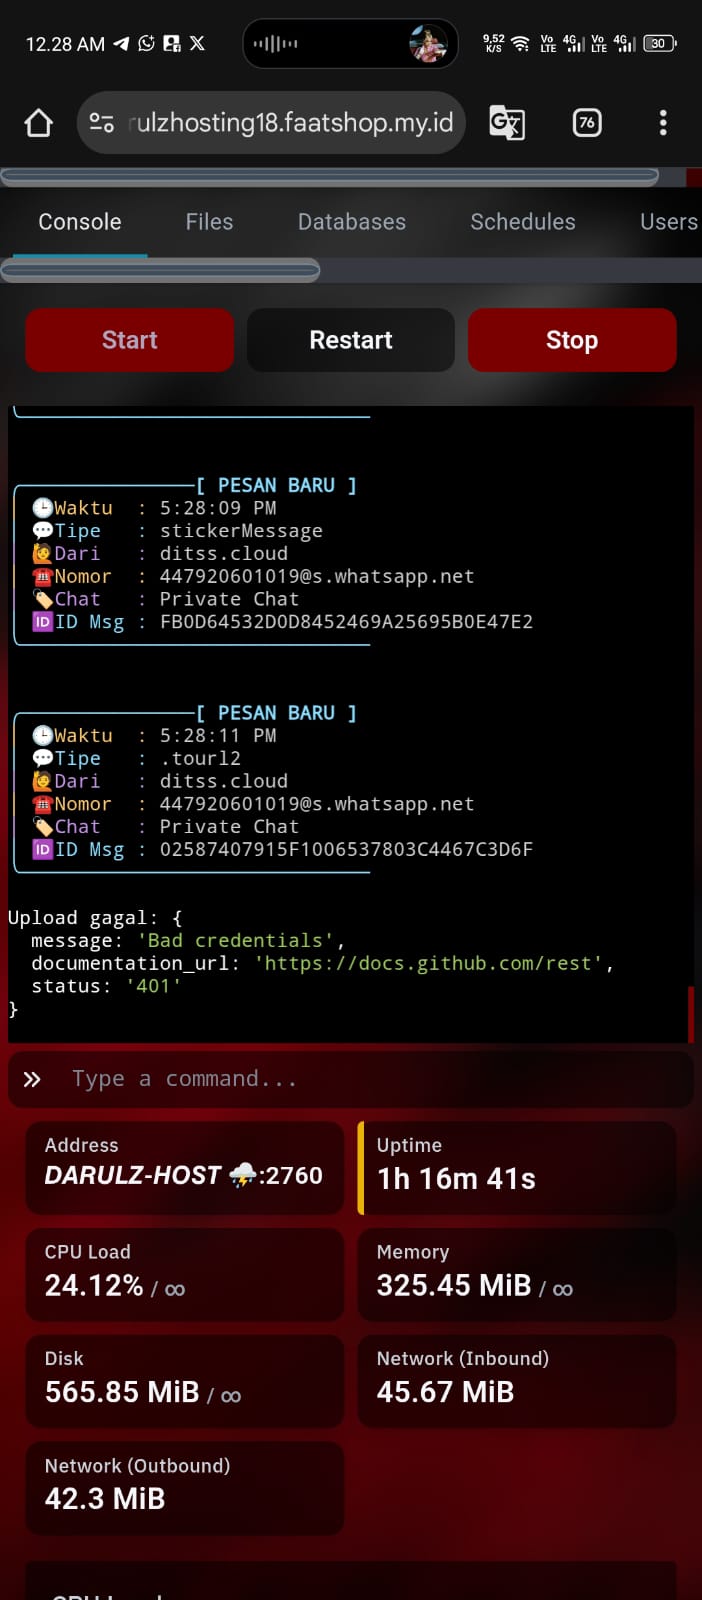 12.28 AM
9,52
K/S
Vo
LTE
4G
Vo
LTE
4G
30
rulzhosting18.faatshop.my.id
76
Console Files Databases Schedules Users
Start Restart Stop
[ PESAN BARU ]
🕒Waktu : 5:28:09 PM
💬Tipe : stickerMessage
🙋Dari : ditss.cloud
☎️Nomor : 447920601019@s.whatsapp.net
🏷️Chat : Private Chat
🆔ID Msg : FB0D64532D0D8452469A25695B0E47E2
[ PESAN BARU ]
🕒Waktu : 5:28:11 PM
💬Tipe : .tourl2
🙋Dari : ditss.cloud
☎️Nomor : 447920601019@s.whatsapp.net
🏷️Chat : Private Chat
🆔ID Msg : 02587407915F1006537803C4467C3D6F
Upload gagal: {
message: 'Bad credentials',
documentation_url: 'https://docs.github.com/rest',
status: '401'
}
» Type a command...
Address
DARULZ-HOST ⛈️:2760
Uptime
1h 16m 41s
CPU Load
24.12% / ∞
Memory
325.45 MiB / ∞
Disk
565.85 MiB / ∞
Network (Inbound)
45.67 MiB
Network (Outbound)
42.3 MiB